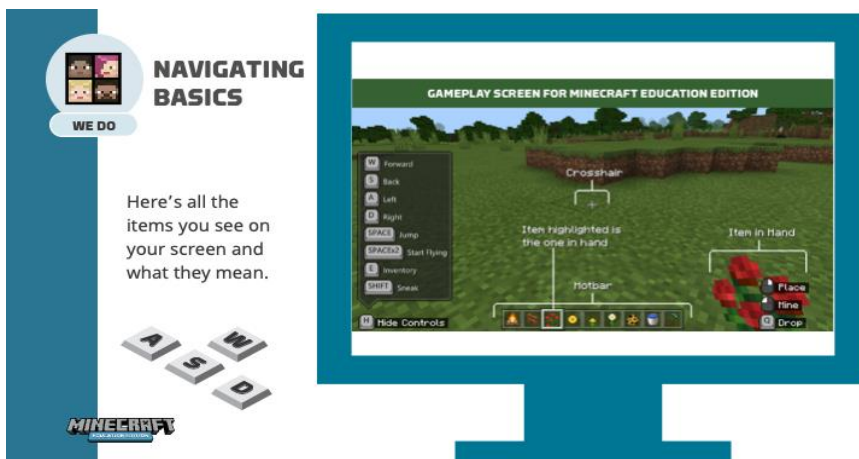 NAVIGATING
BASICS
WE DO
Here's all the
items you see on
your screen and
what they mean.
A
W
S
D
MINECRAFT
EDUCATION EDITION
GAMEPLAY SCREEN FOR MINECRAFT EDUCATION EDITION
W Forward
S Back
A Left
D Right
SPACE Jump
SPACEx2 Start Flying
E Inventory
SHIFT Sneak
H Hide Controls
Crosshair
Item highlighted is
the one in hand
Hotbar
Item in Hand
Place
Mine
Q Drop